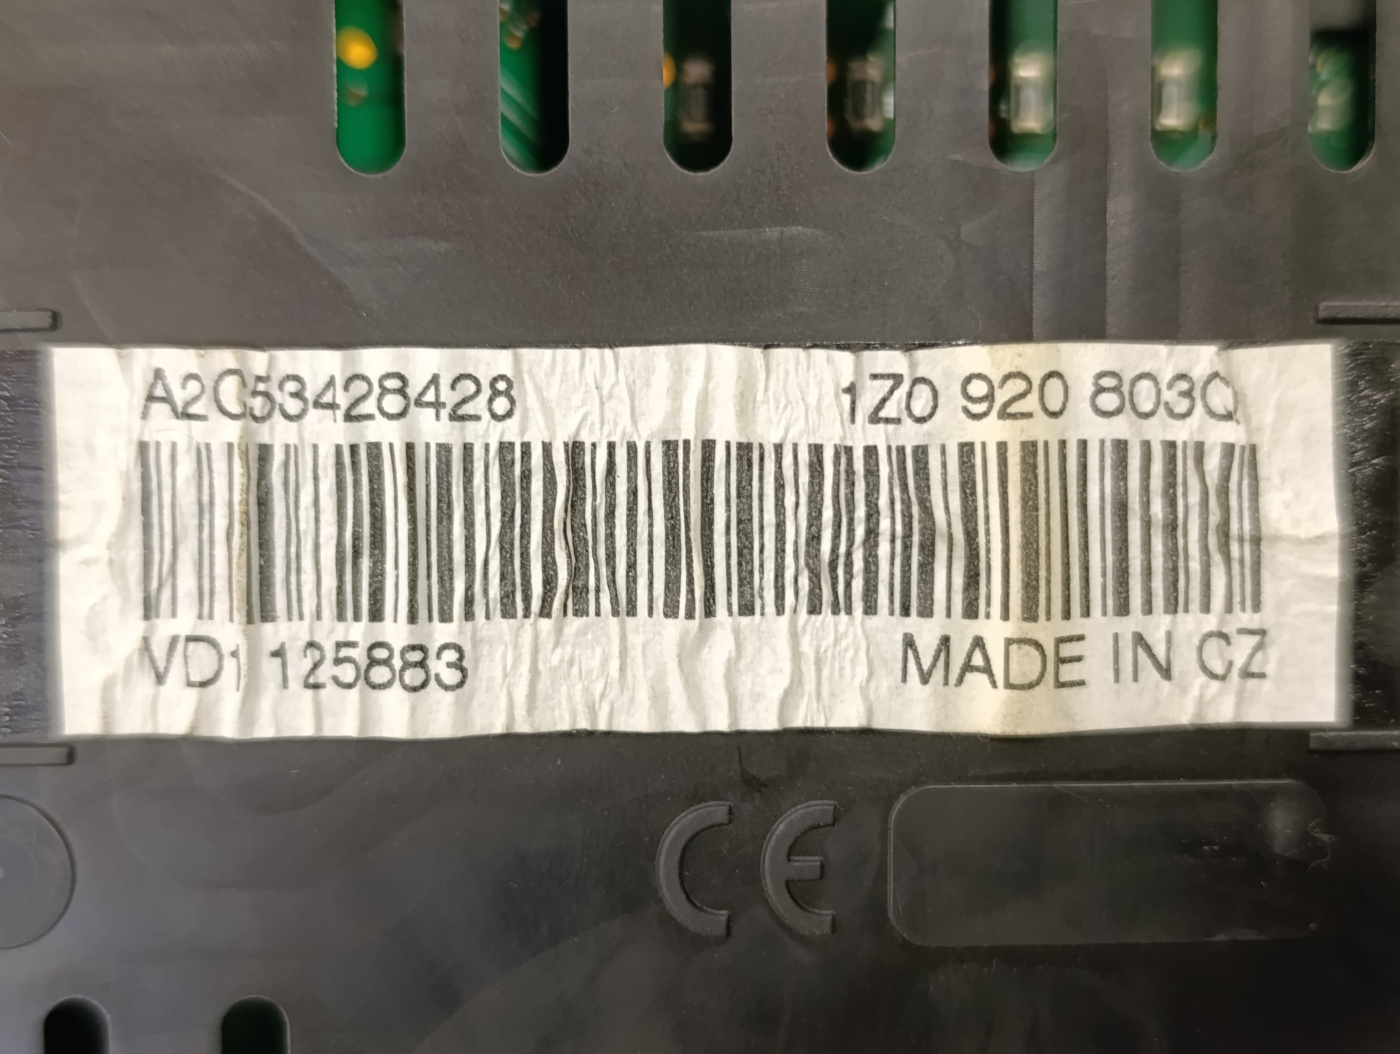 A2C53428428 1Z0 920 803Q
VD1 125883 MADE IN CZ
CE